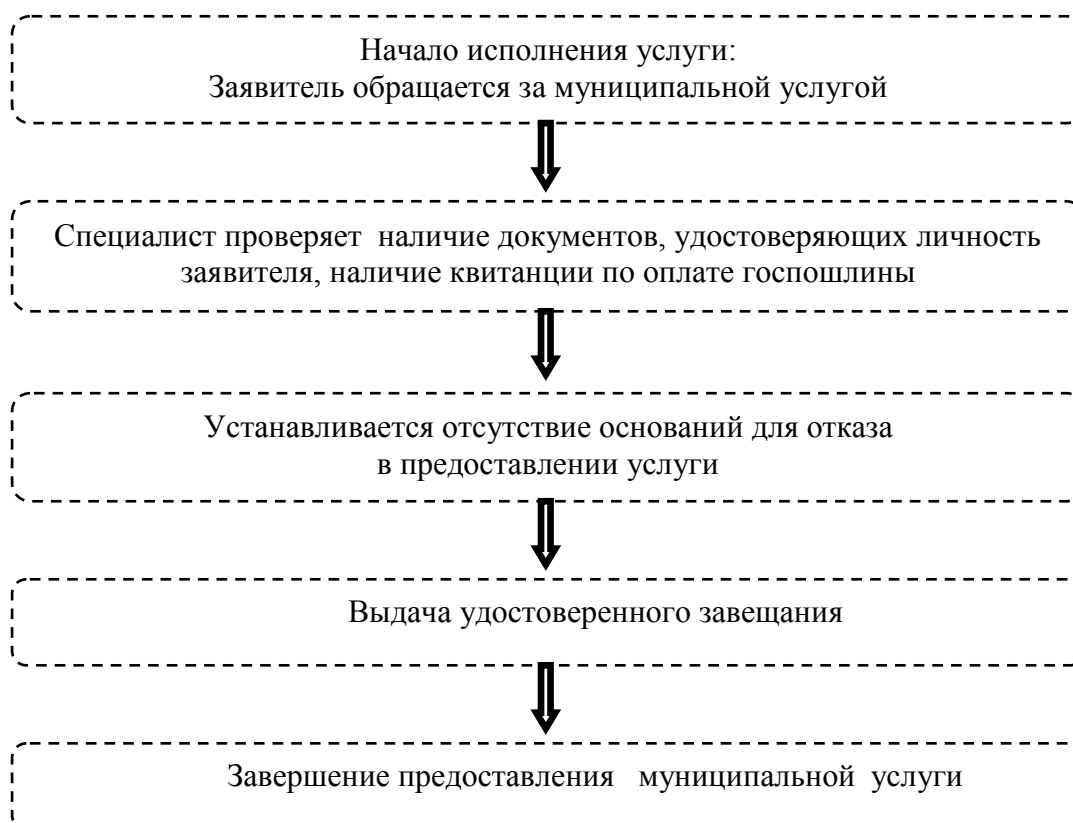 Начало исполнения услуги:
Заявитель обращается за муниципальной услугой
Специалист проверяет наличие документов, удостоверяющих личность
заявителя, наличие квитанции по оплате госпошлины
Устанавливается отсутствие оснований для отказа
в предоставлении услуги
Выдача удостоверенного завещания
Завершение предоставления муниципальной услуги